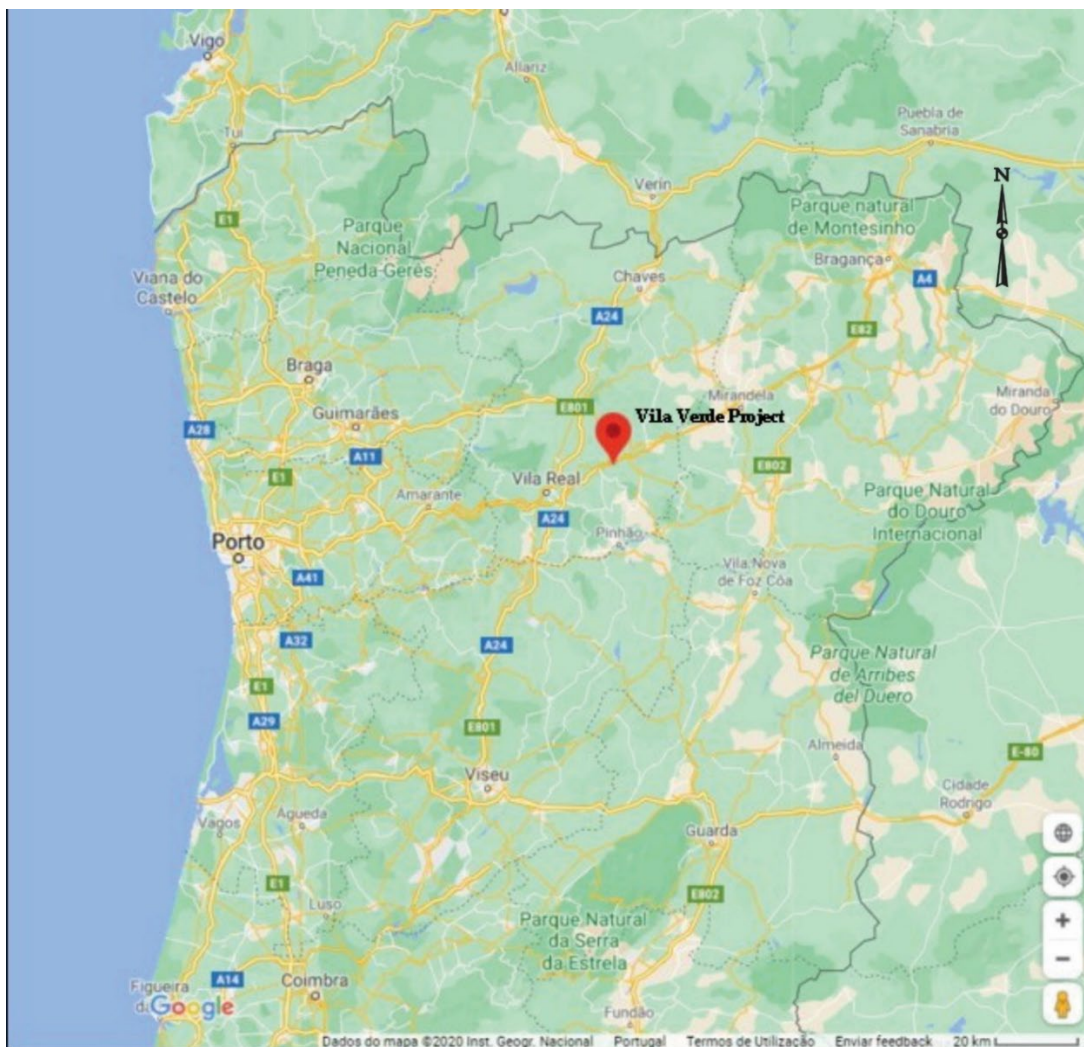 Vigo
Allariz
Puebla de
Sanabria
Tui
Verín
N
E1
Parque
Nacional
Peneda-Gerês
Parque natural
de Montesinho
Bragança
A4
Viana do
Castelo
Chaves
A24
E82
Braga
Mirandela
Miranda
do Douro
Guimarães
E801
Vila Verde Project
A28
A11
E1
E802
Vila Real
Amarante
A24
Parque Natural
do Douro
Internacional
Porto
Pinhão
Vila Nova
de Foz Côa
A41
A32
A24
Parque Natural
de Arribes
del Duero
E1
A29
E801
Almeida
E-80
Viseu
Cidade
Rodrigo
Vagos
Águeda
Guarda
E1
E802
Luso
Parque Natural
da Serra
da Estrela
A14
Coimbra
Figueira
da
Google
Fundão
Dados do mapa ©2020 Inst. Geogr. Nacional Portugal Termos de Utilização Enviar feedback 20 km